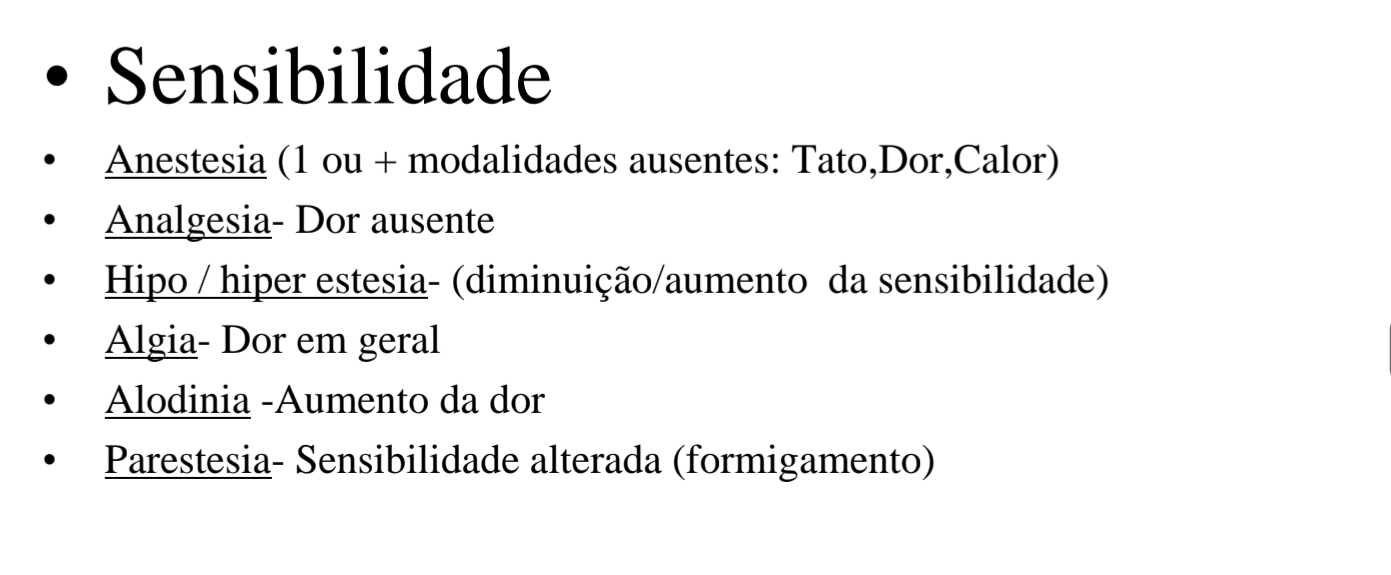 • Sensibilidade
• Anestesia (1 ou + modalidades ausentes: Tato,Dor,Calor)
• Analgesia- Dor ausente
• Hipo / hiper estesia- (diminuição/aumento  da sensibilidade)
• Algia- Dor em geral
• Alodinia -Aumento da dor
• Parestesia- Sensibilidade alterada (formigamento)